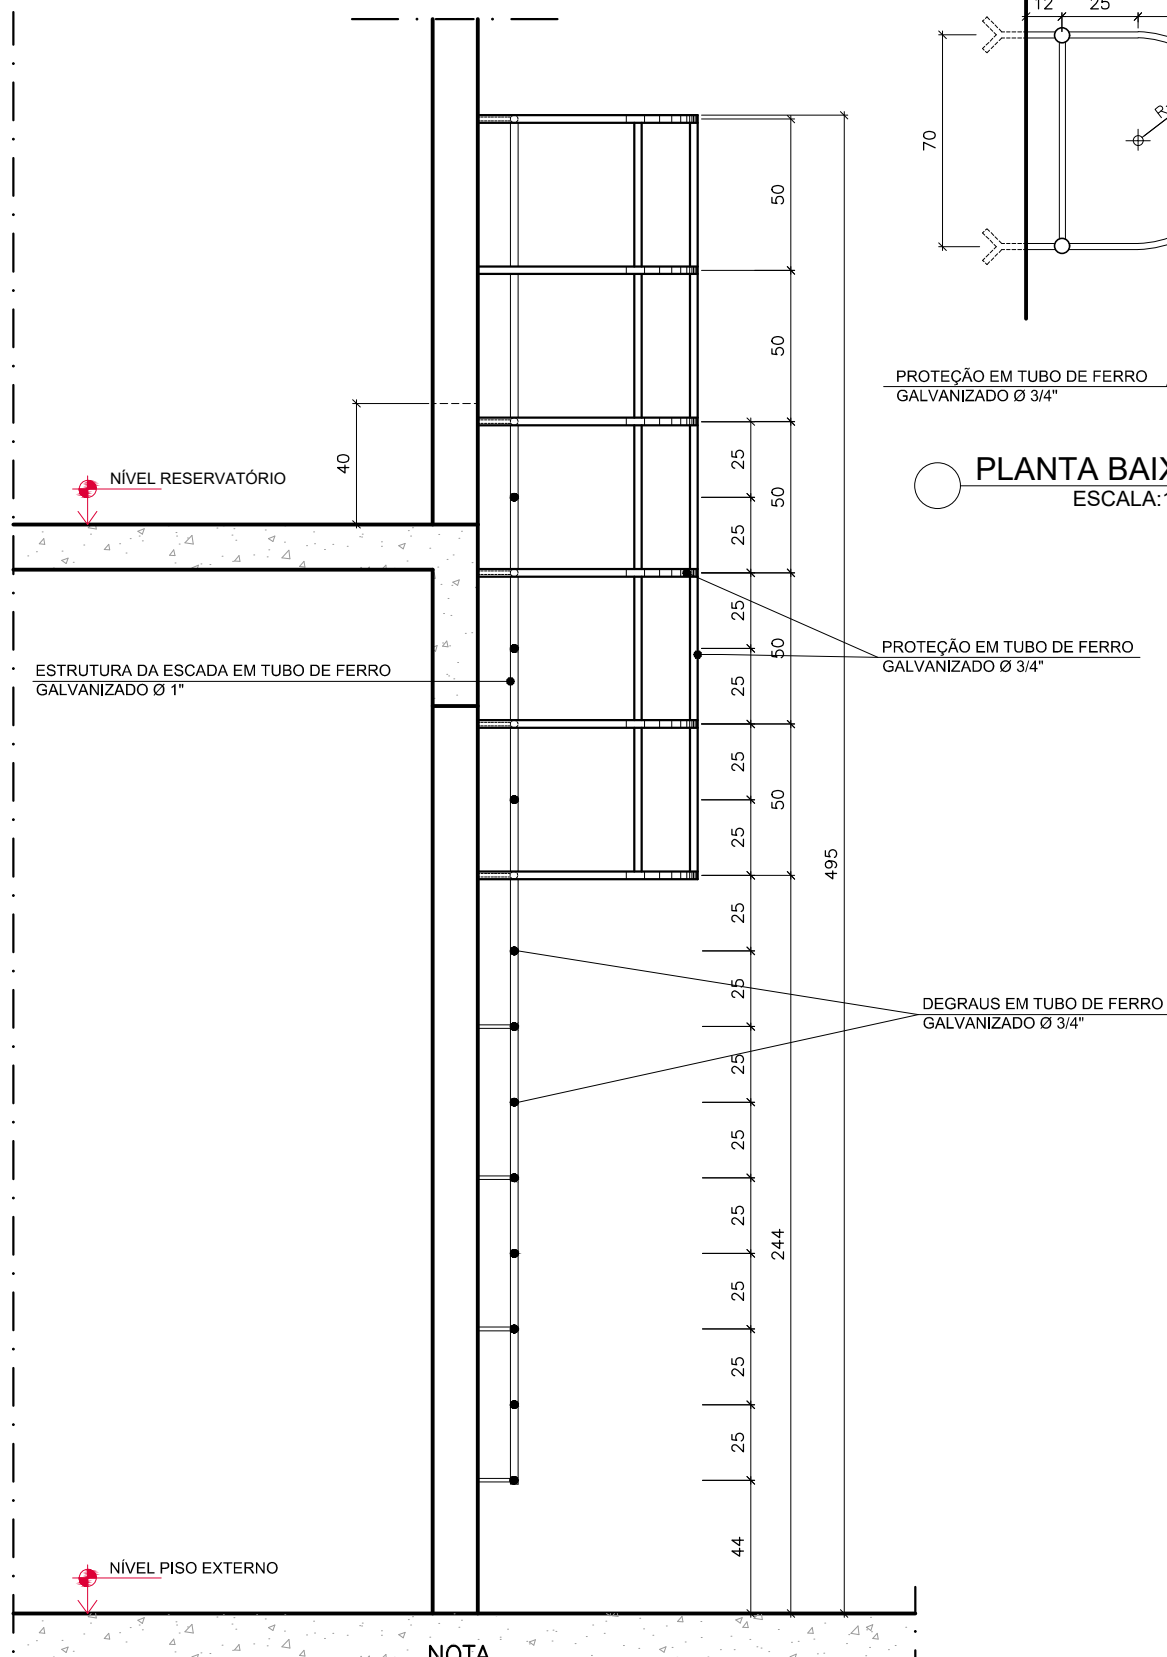 12
25
70
R
PROTEÇÃO EM TUBO DE FERRO
GALVANIZADO Ø 3/4"
ESCALA:1
50
50
50
50
50
25
25
25
25
25
25
25
25
25
25
25
25
25
25
44
244
495
40
NÍVEL RESERVATÓRIO
ESTRUTURA DA ESCADA EM TUBO DE FERRO
GALVANIZADO Ø 1"
PROTEÇÃO EM TUBO DE FERRO
GALVANIZADO Ø 3/4"
DEGRAUS EM TUBO DE FERRO
GALVANIZADO Ø 3/4"
NÍVEL PISO EXTERNO
NOTA